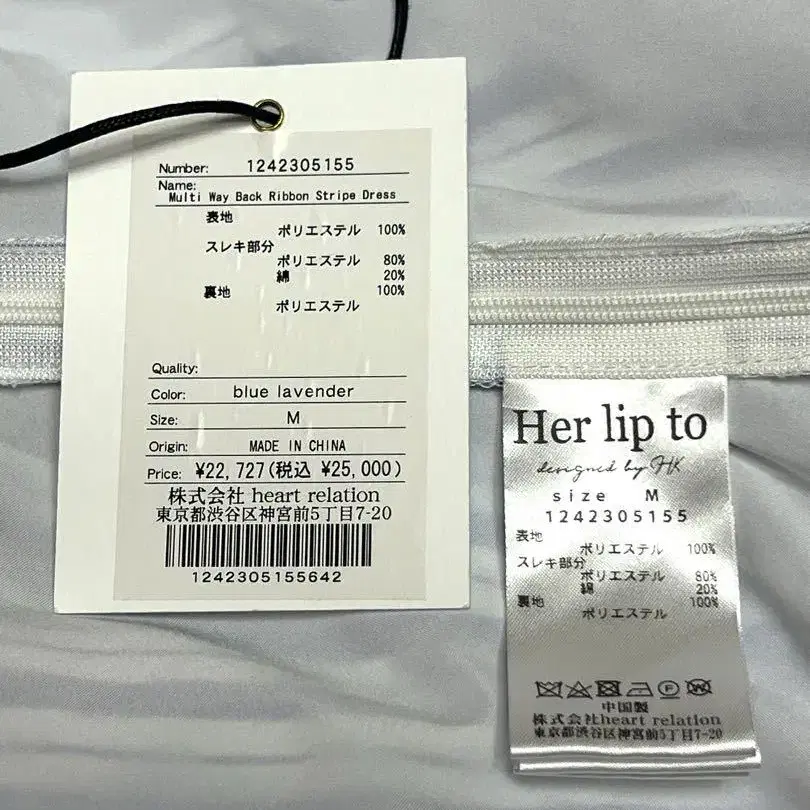 Number: 1242305155
Name:
Multi Way Back Ribbon Stripe Dress
表地
ポリエステル 100%
スレキ部分
ポリエステル 80%
綿 20%
裏地 100%
ポリエステル
Quality:
Color: blue lavender
Size: M
Origin: MADE IN CHINA
Price: ¥22,727(税込 ¥25,000)
株式会社 heart relation
東京都渋谷区神宮前5丁目7-20
1242305155642
Her lip to
designed by HK
size M
1242305155
表地
ポリエステル 100%
スレキ部分
ポリエステル 80%
綿 20%
裏地 100%
ポリエステル
中国製
株式会社heart relation
東京都渋谷区神宮前5丁目7-20